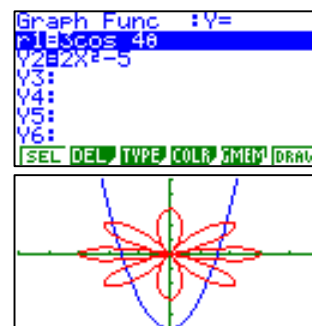 Graph Func :Y=
r1=3cos 4θ
Y2=2X²-5
Y3:
Y4:
Y5:
Y6:
SEL DEL TYPE COLR GMEM DRAW